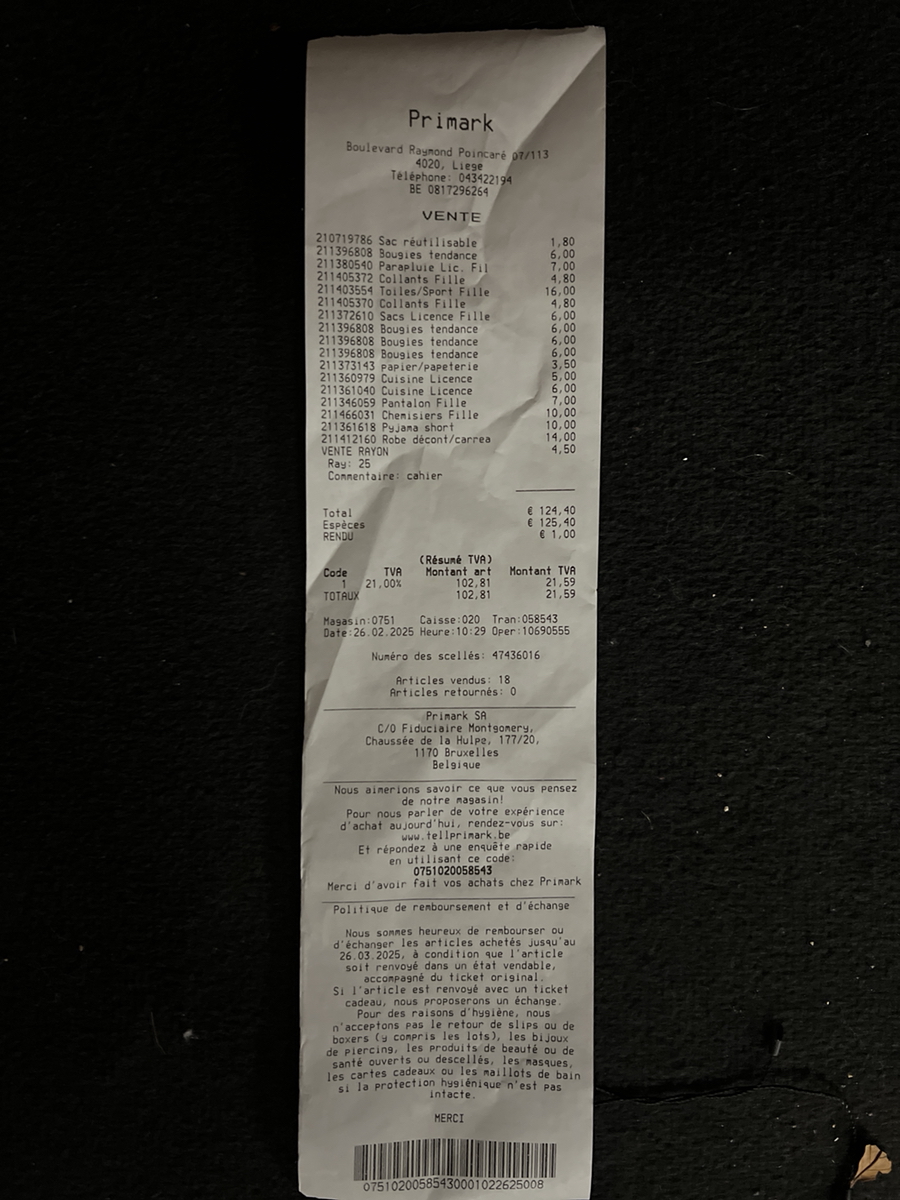 Primark
Boulevard Raymond Poincaré 07/113
4020, Liege
Téléphone: 043422194
BE 0817296264
VENTE
210719786 Sac réutilisable 1,80
211396808 Bougies tendance 6,00
211380540 Parapluie Lic. Fil 7,00
211405372 Collants Fille 4,80
211403554 Toiles/Sport Fille 16,00
211405370 Collants Fille 4,80
211372610 Sacs Licence Fille 6,00
211396808 Bougies tendance 6,00
211396808 Bougies tendance 6,00
211396808 Bougies tendance 6,00
211373143 papier/papeterie 3,50
211360979 Cuisine Licence 5,00
211361040 Cuisine Licence 6,00
211346059 Pantalon Fille 7,00
211466031 Chemisiers Fille 10,00
211361618 Pyjama short 10,00
211412160 Robe décont/carrea 14,00
VENTE RAYON 4,50
Ray: 25
Commentaire: cahier
Total € 124,40
Espèces € 125,40
RENDU € 1,00
(Résumé TVA)
Code TVA Montant art Montant TVA
1 21,00% 102,81 21,59
TOTAUX 102,81 21,59
Magasin:0751 Caisse:020 Tran:058543
Date:26.02.2025 Heure:10:29 Oper:10690555
Numéro des scellés: 47436016
Articles vendus: 18
Articles retournés: 0
Primark SA
C/O Fiduciaire Montgomery,
Chaussée de la Hulpe, 177/20,
1170 Bruxelles
Belgique
Nous aimerions savoir ce que vous pensez
de notre magasin!
Pour nous parler de votre expérience
d'achat aujourd'hui, rendez-vous sur:
www.tellprimark.be
Et répondez à une enquête rapide
en utilisant ce code:
0751020058543
Merci d'avoir fait vos achats chez Primark
Politique de remboursement et d'échange
Nous sommes heureux de rembourser ou
d'échanger les articles achetés jusqu'au
26.03.2025, à condition que l'article
soit renvoyé dans un état vendable,
accompagné du ticket original.
Si l'article est renvoyé avec un ticket
cadeau, nous proposerons un échange.
Pour des raisons d'hygiène, nous
n'acceptons pas le retour de slips ou de
boxers (y compris les lots), les bijoux
de piercing, les produits de beauté ou de
santé ouverts ou descellés, les masques,
les cartes cadeaux ou les maillots de bain
si la protection hygiénique n'est pas
intacte.
MERCI
07510200585430001022625008